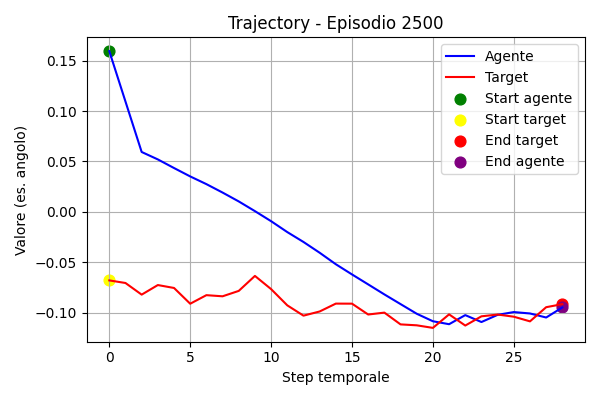 Trajectory - Episodio 2500
Valore (es. angolo)
0.15
0.10
0.05
0.00
−0.05
−0.10
Agente
Target
Start agente
Start target
End target
End agente
0 5 10 15 20 25
Step temporale